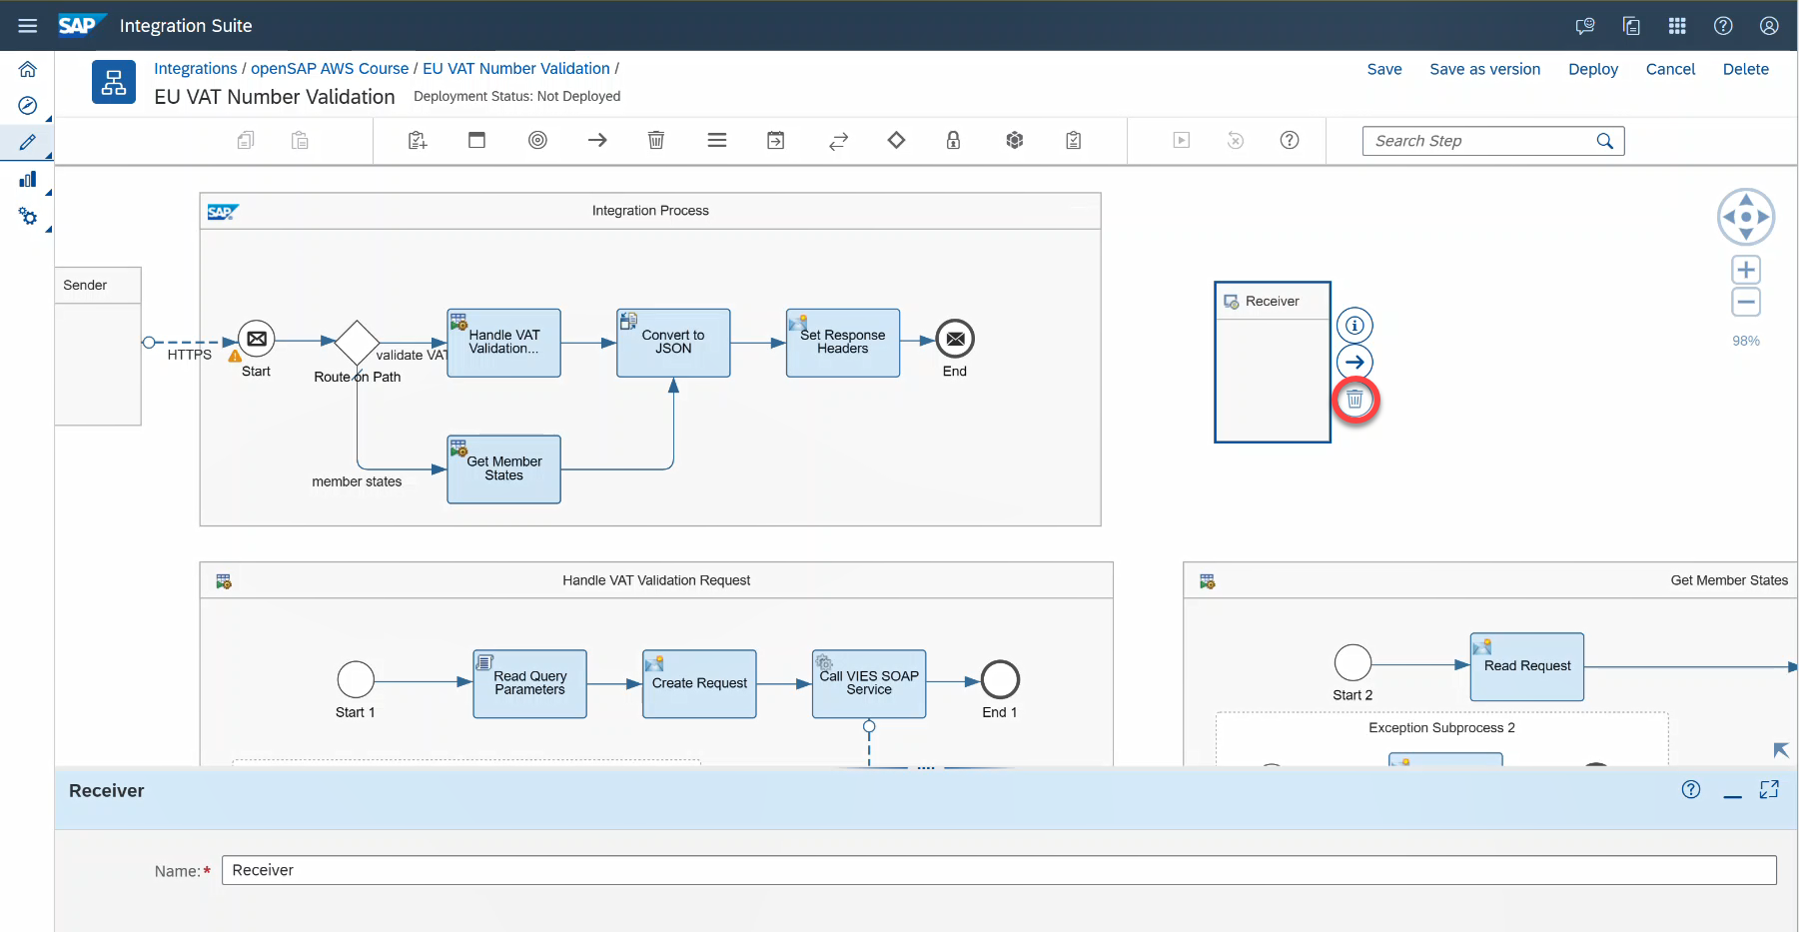 SAP Integration Suite
Integrations / openSAP AWS Course / EU VAT Number Validation /
Save Save as version Deploy Cancel Delete
EU VAT Number Validation Deployment Status: Not Deployed
Search Step
SAP Integration Process
Sender
Receiver
HTTPS
Start
Route on Path
validate VAT
Handle VAT
Validation...
Convert to
JSON
Set Response
Headers
End
98%
member states
Get Member
States
Handle VAT Validation Request
Get Member States
Start 1
Read Query
Parameters
Create Request
Call VIES SOAP
Service
End 1
Start 2
Read Request
Exception Subprocess 2
Receiver
Name:*
Receiver